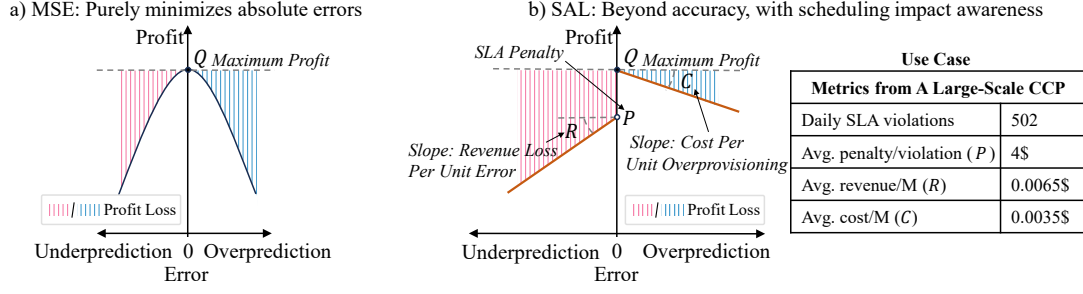 a) MSE: Purely minimizes absolute errors
Profit
Q Maximum Profit
/ Profit Loss
Underprediction 0 Overprediction
Error
b) SAL: Beyond accuracy, with scheduling impact awareness
Profit
SLA Penalty
Q Maximum Profit
C
P
R
Slope: Revenue Loss
Per Unit Error
Slope: Cost Per
Unit Overprovisioning
/ Profit Loss
Underprediction 0 Overprediction
Error
Use Case
Metrics from A Large-Scale CCP
Daily SLA violations 502
Avg. penalty/violation (P) 4$
Avg. revenue/M (R) 0.0065$
Avg. cost/M (C) 0.0035$